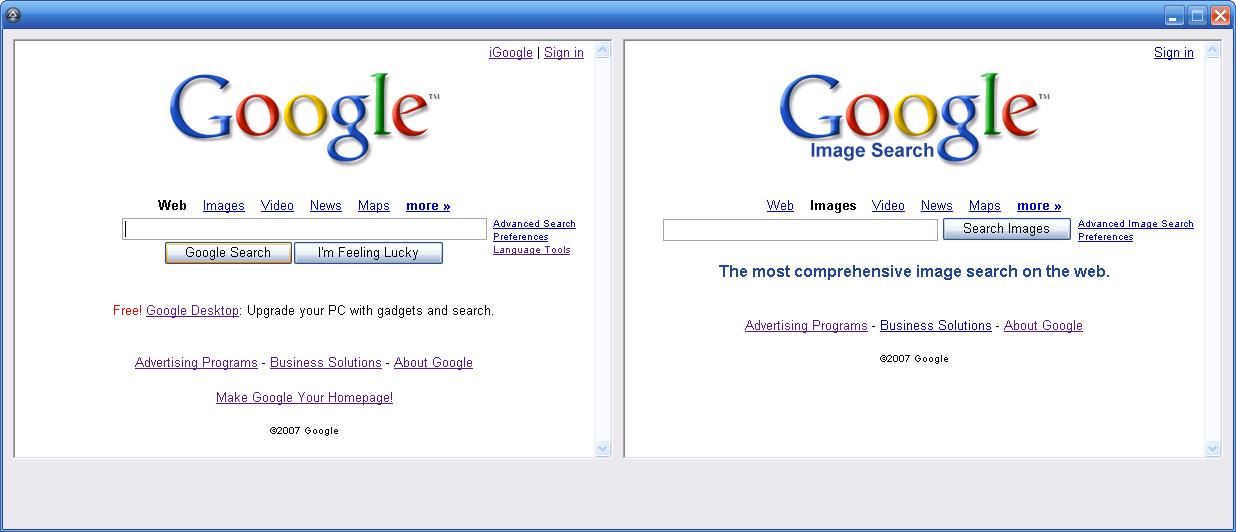 iGoogle | Sign in
Google™
Web Images Video News Maps more »
Advanced Search
Preferences
Language Tools
Google Search I'm Feeling Lucky
Free! Google Desktop: Upgrade your PC with gadgets and search.
Advertising Programs - Business Solutions - About Google
Make Google Your Homepage!
©2007 Google
Sign in
Google™
Image Search
Web Images Video News Maps more »
Search Images
Advanced Image Search
Preferences
The most comprehensive image search on the web.
Advertising Programs - Business Solutions - About Google
©2007 Google